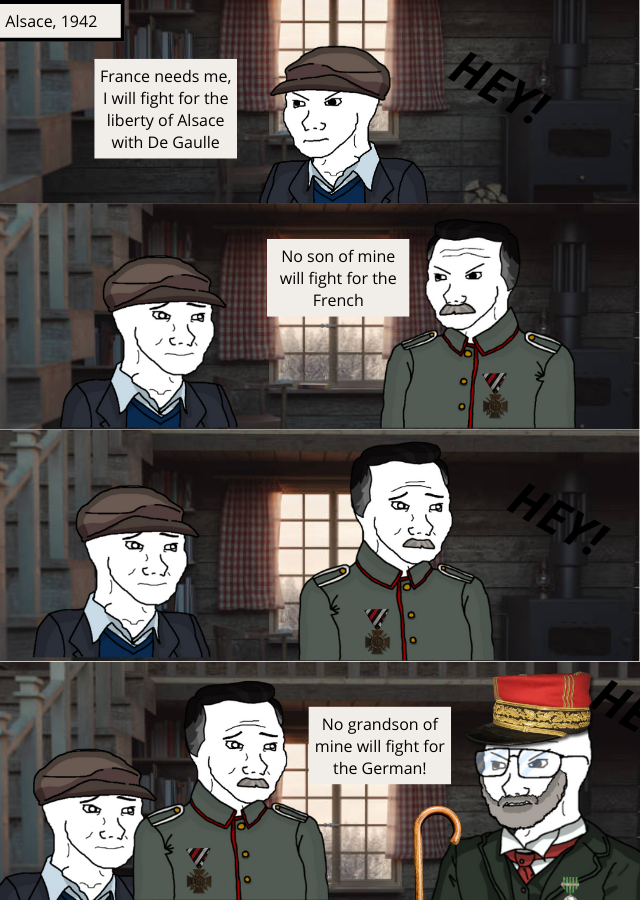 Alsace, 1942
France needs me,
I will fight for the
liberty of Alsace
with De Gaulle
HEY!
No son of mine
will fight for the
French
HEY!
No grandson of
mine will fight for
the German!
HE